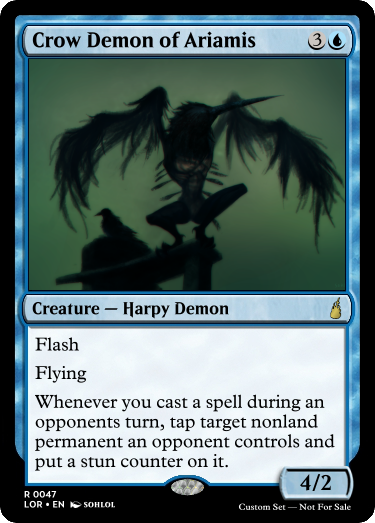 Crow Demon of Ariamis 3
Creature — Harpy Demon
Flash
Flying
Whenever you cast a spell during an
opponents turn, tap target nonland
permanent an opponent controls and
put a stun counter on it.
4/2
R 0047
LOR • EN SOHLOL
Custom Set — Not For Sale